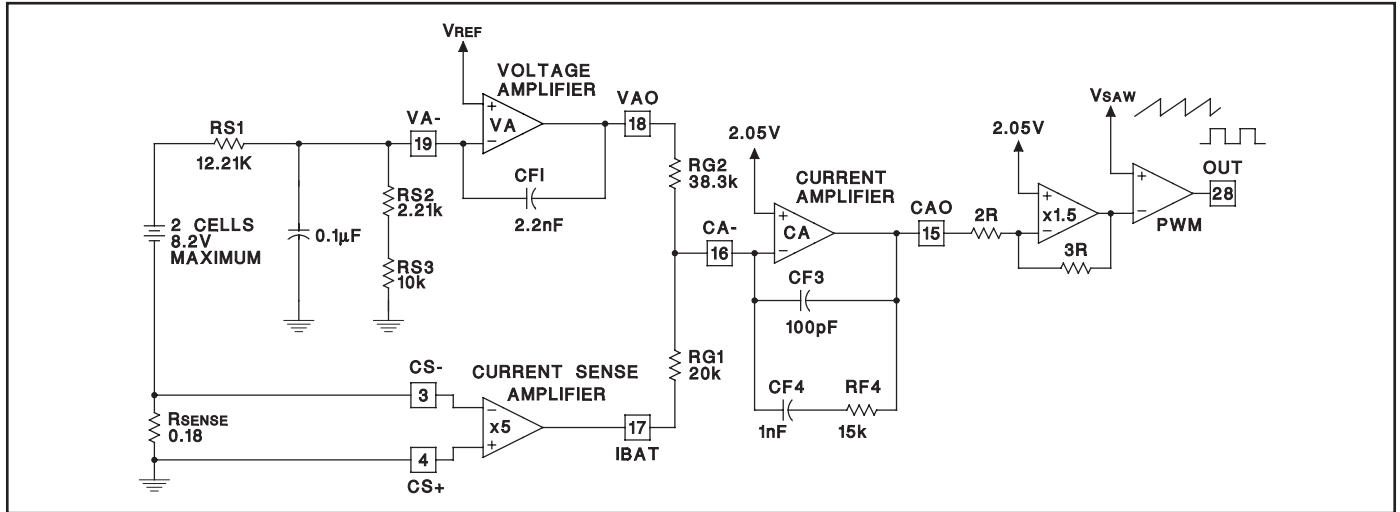 VREF
VOLTAGE
AMPLIFIER
VAO
18
VA-
19
+
VA
−
CFI
2.2nF
RS1
12.21K
RS2
2.21k
0.1µF
RS3
10k
2 CELLS
8.2V
MAXIMUM
RSENSE
0.18
CS-
3
4
CS+
CURRENT SENSE
AMPLIFIER
−
x5
+
17
IBAT
RG2
38.3k
RG1
20k
CA-
16
2.05V
CURRENT
AMPLIFIER
+
CA
−
CF3
100pF
CF4
1nF
RF4
15k
CAO
15
2R
2.05V
+
x1.5
−
3R
VSAW
+
−
PWM
OUT
28